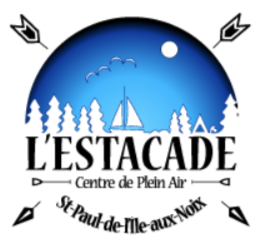 L'ESTACADE
Centre de Plein Air
St-Paul-de-l'Île-aux-Noix